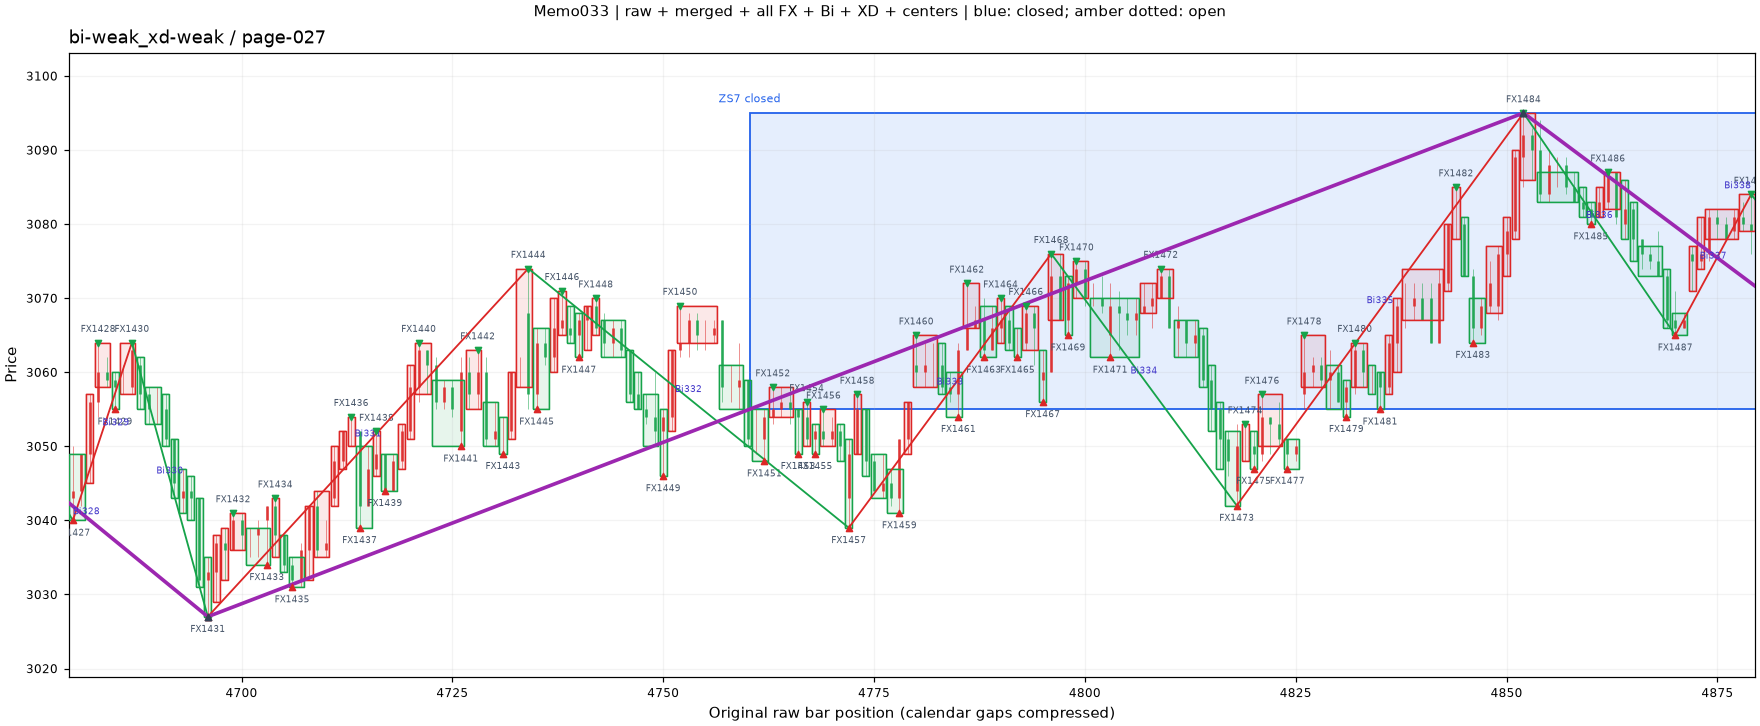 Memo033 | raw + merged + all FX + Bi + XD + centers | blue: closed; amber dotted: open
bi-weak_xd-weak / page-027
ZS7 closed
FX1484
FX1486
FX1482
Bi338
Bi336
FX1485
FX1468
FX1470
FX1472
FX1444
Bi337
FX1462
FX1446
FX1464
FX1448
FX1450
FX1466
Bi335
FX1428
FX1430
FX1440
FX1442
FX1460
FX1478
FX1480
FX1469
FX1483
FX1487
FX1447
FX1463
FX1465
FX1471
Bi334
FX1452
FX1458
FX1476
Bi332
FX1454
FX1456
FX1436
FX1438
FX1467
FX1474
FX1445
FX1461
FX1479
FX1481
Bi330
FX1441
FX1443
FX1451
FX1455
FX1449
FX1475
FX1477
FX1434
FX1432
FX1439
Bi328
FX1459
FX1473
FX1437
FX1457
FX1433
FX1435
FX1431
3100
3090
3080
3070
3060
3050
3040
3030
3020
Price
4700
4725
4750
4775
4800
4825
4850
4875
Original raw bar position (calendar gaps compressed)